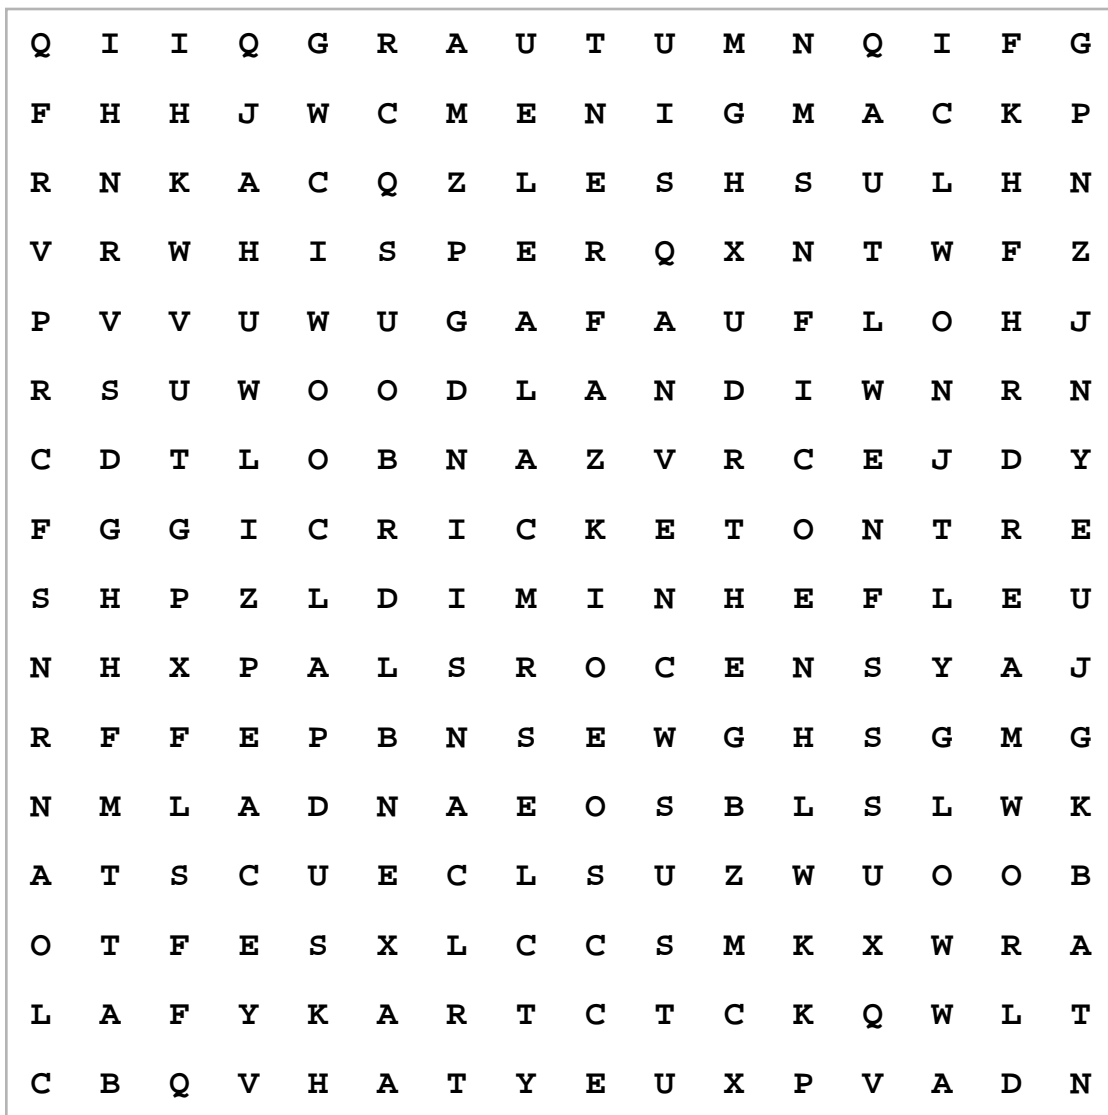 Q I I Q G R A U T U M N Q I F G
F H H J W C M E N I G M A C K P
R N K A C Q Z L E S H S U L H N
V R W H I S P E R Q X N T W F Z
P V V U W U G A F A U F L O H J
R S U W O O D L A N D I W N R N
C D T L O B N A Z V R C E J D Y
F G G I C R I C K E T O N T R E
S H P Z L D I M I N H E F L E U
N H X P A L S R O C E N S Y A J
R F F E P B N S E W G H S G M G
N M L A D N A E O S B L S L W K
A T S C U E C L S U Z W U O O B
O T F E S X L C C S M K X W R A
L A F Y K A R T C T C K Q W L T
C B Q V H A T Y E U X P V A D N